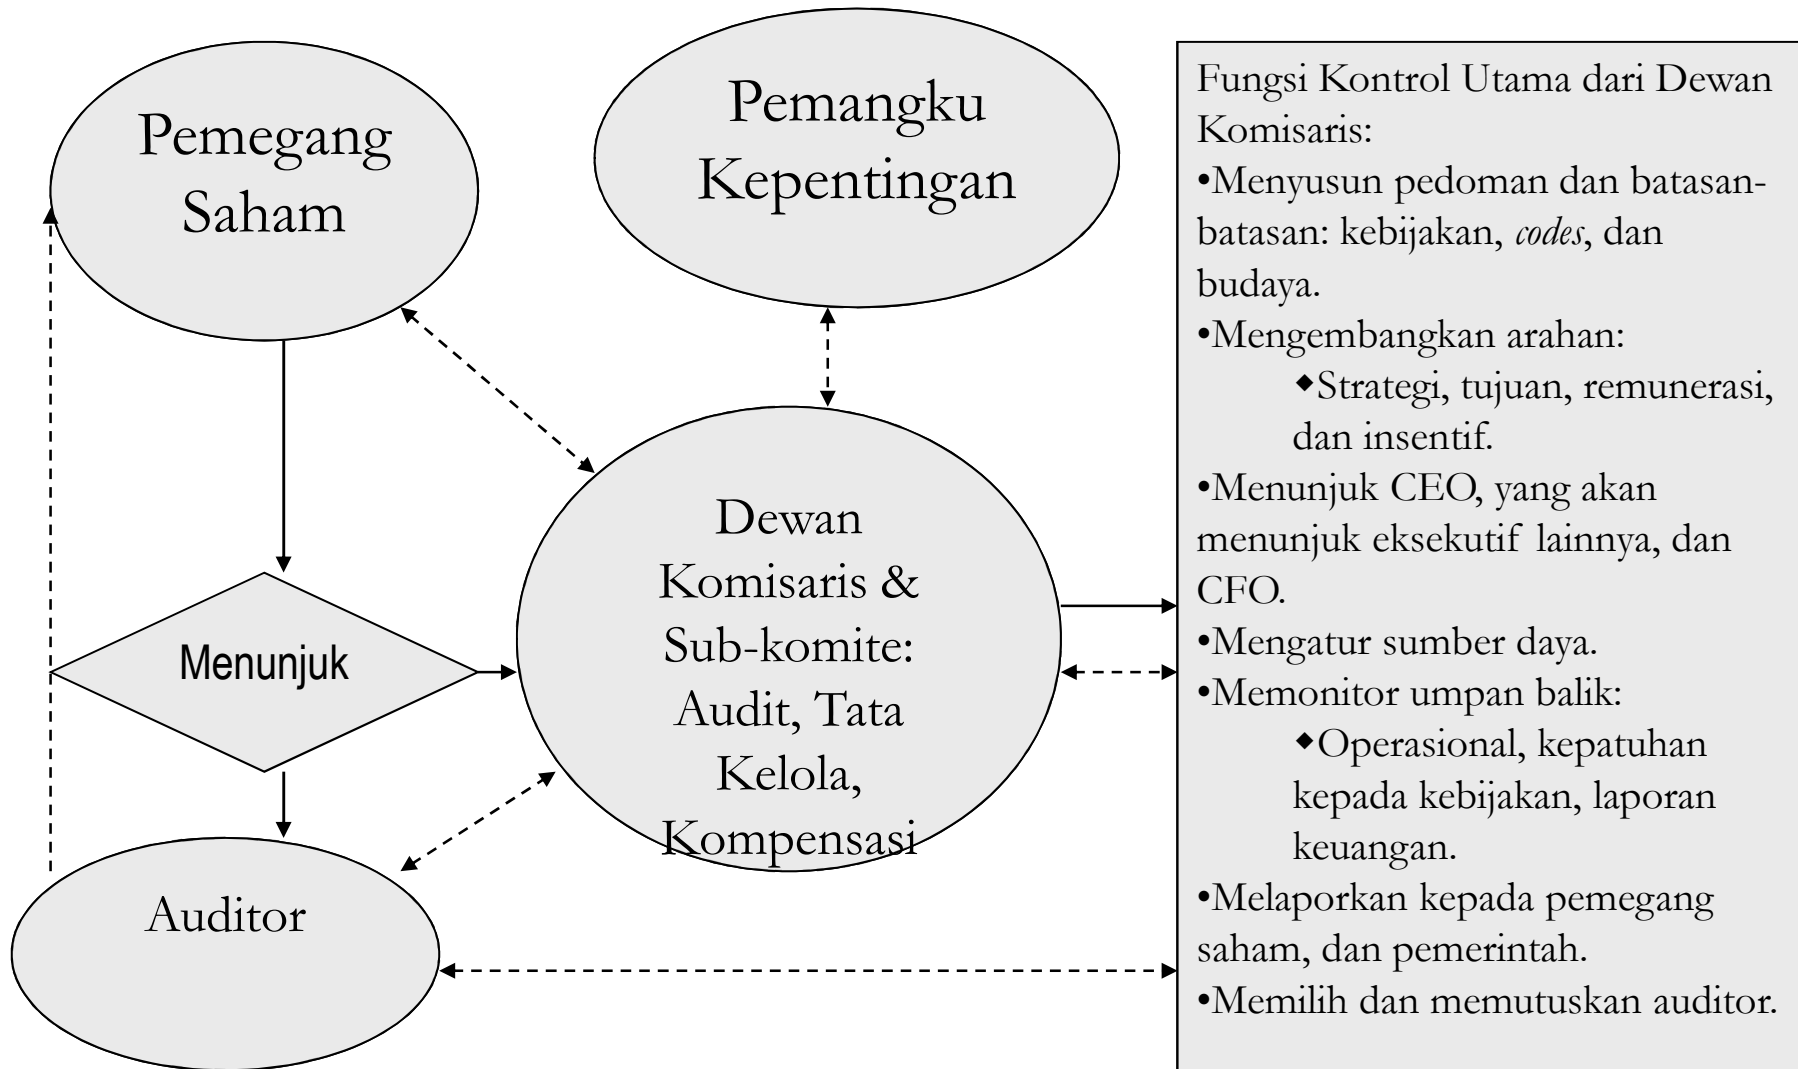 Pemegang
Saham
Pemangku
Kepentingan
Menunjuk
Dewan
Komisaris &
Sub-komite:
Audit, Tata
Kelola,
Kompensasi
Auditor
Fungsi Kontrol Utama dari Dewan
Komisaris:
•Menyusun pedoman dan batasan-
batasan: kebijakan, codes, dan
budaya.
•Mengembangkan arahan:
◆Strategi, tujuan, remunerasi,
dan insentif.
•Menunjuk CEO, yang akan
menunjuk eksekutif lainnya, dan
CFO.
•Mengatur sumber daya.
•Memonitor umpan balik:
◆Operasional, kepatuhan
kepada kebijakan, laporan
keuangan.
•Melaporkan kepada pemegang
saham, dan pemerintah.
•Memilih dan memutuskan auditor.